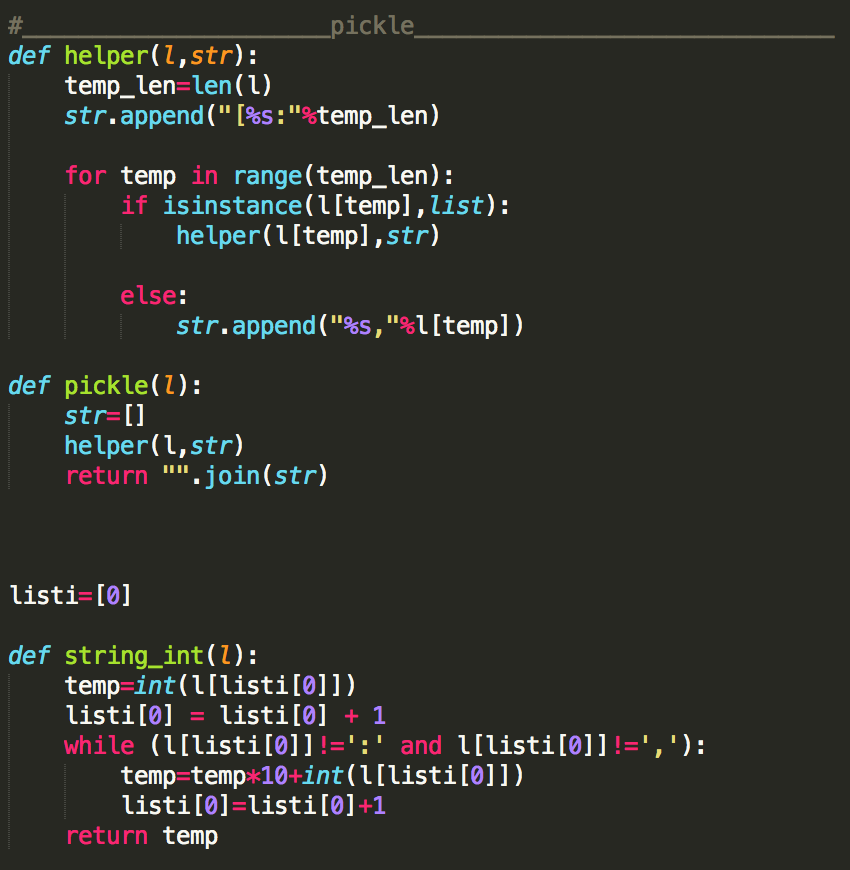 #______________________pickle______________________________
def helper(l,str):
    temp_len=len(l)
    str.append("[%s:"%temp_len)
    for temp in range(temp_len):
        if isinstance(l[temp],list):
            helper(l[temp],str)
        else:
            str.append("%s,"%l[temp])
def pickle(l):
    str=[]
    helper(l,str)
    return "".join(str)
listi=[0]
def string_int(l):
    temp=int(l[listi[0]])
    listi[0] = listi[0] + 1
    while (l[listi[0]]!=':' and l[listi[0]]!=','):
        temp=temp*10+int(l[listi[0]])
        listi[0]=listi[0]+1
    return temp